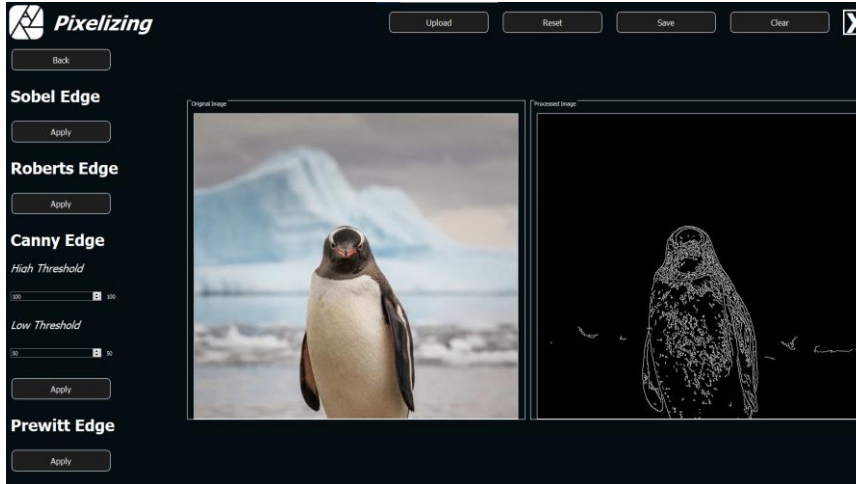 Pixelizing
Upload
Reset
Save
Clear
Back
Sobel Edge
Apply
Roberts Edge
Apply
Canny Edge
High Threshold
100 100
Low Threshold
50 50
Apply
Prewitt Edge
Apply
Original Image
Processed Image